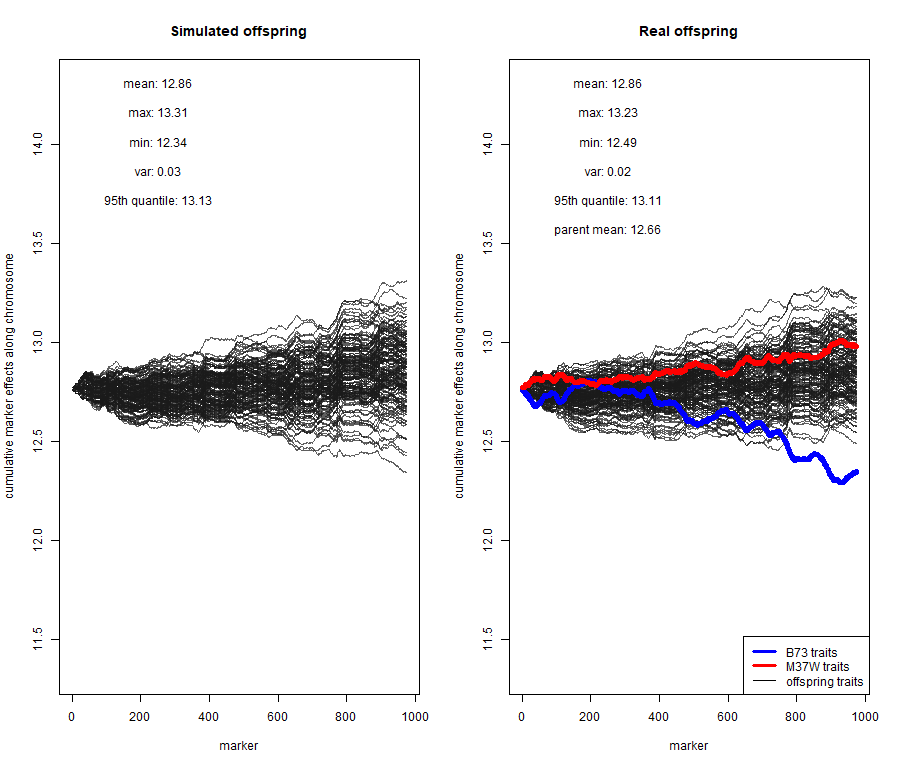 Simulated offspring
mean: 12.86
max: 13.31
min: 12.34
var: 0.03
95th quantile: 13.13
cumulative marker effects along chromosome
14.0
13.5
13.0
12.5
12.0
11.5
0 200 400 600 800 1000
marker
Real offspring
mean: 12.86
max: 13.23
min: 12.49
var: 0.02
95th quantile: 13.11
parent mean: 12.66
cumulative marker effects along chromosome
14.0
13.5
13.0
12.5
12.0
11.5
B73 traits
M37W traits
offspring traits
0 200 400 600 800 1000
marker